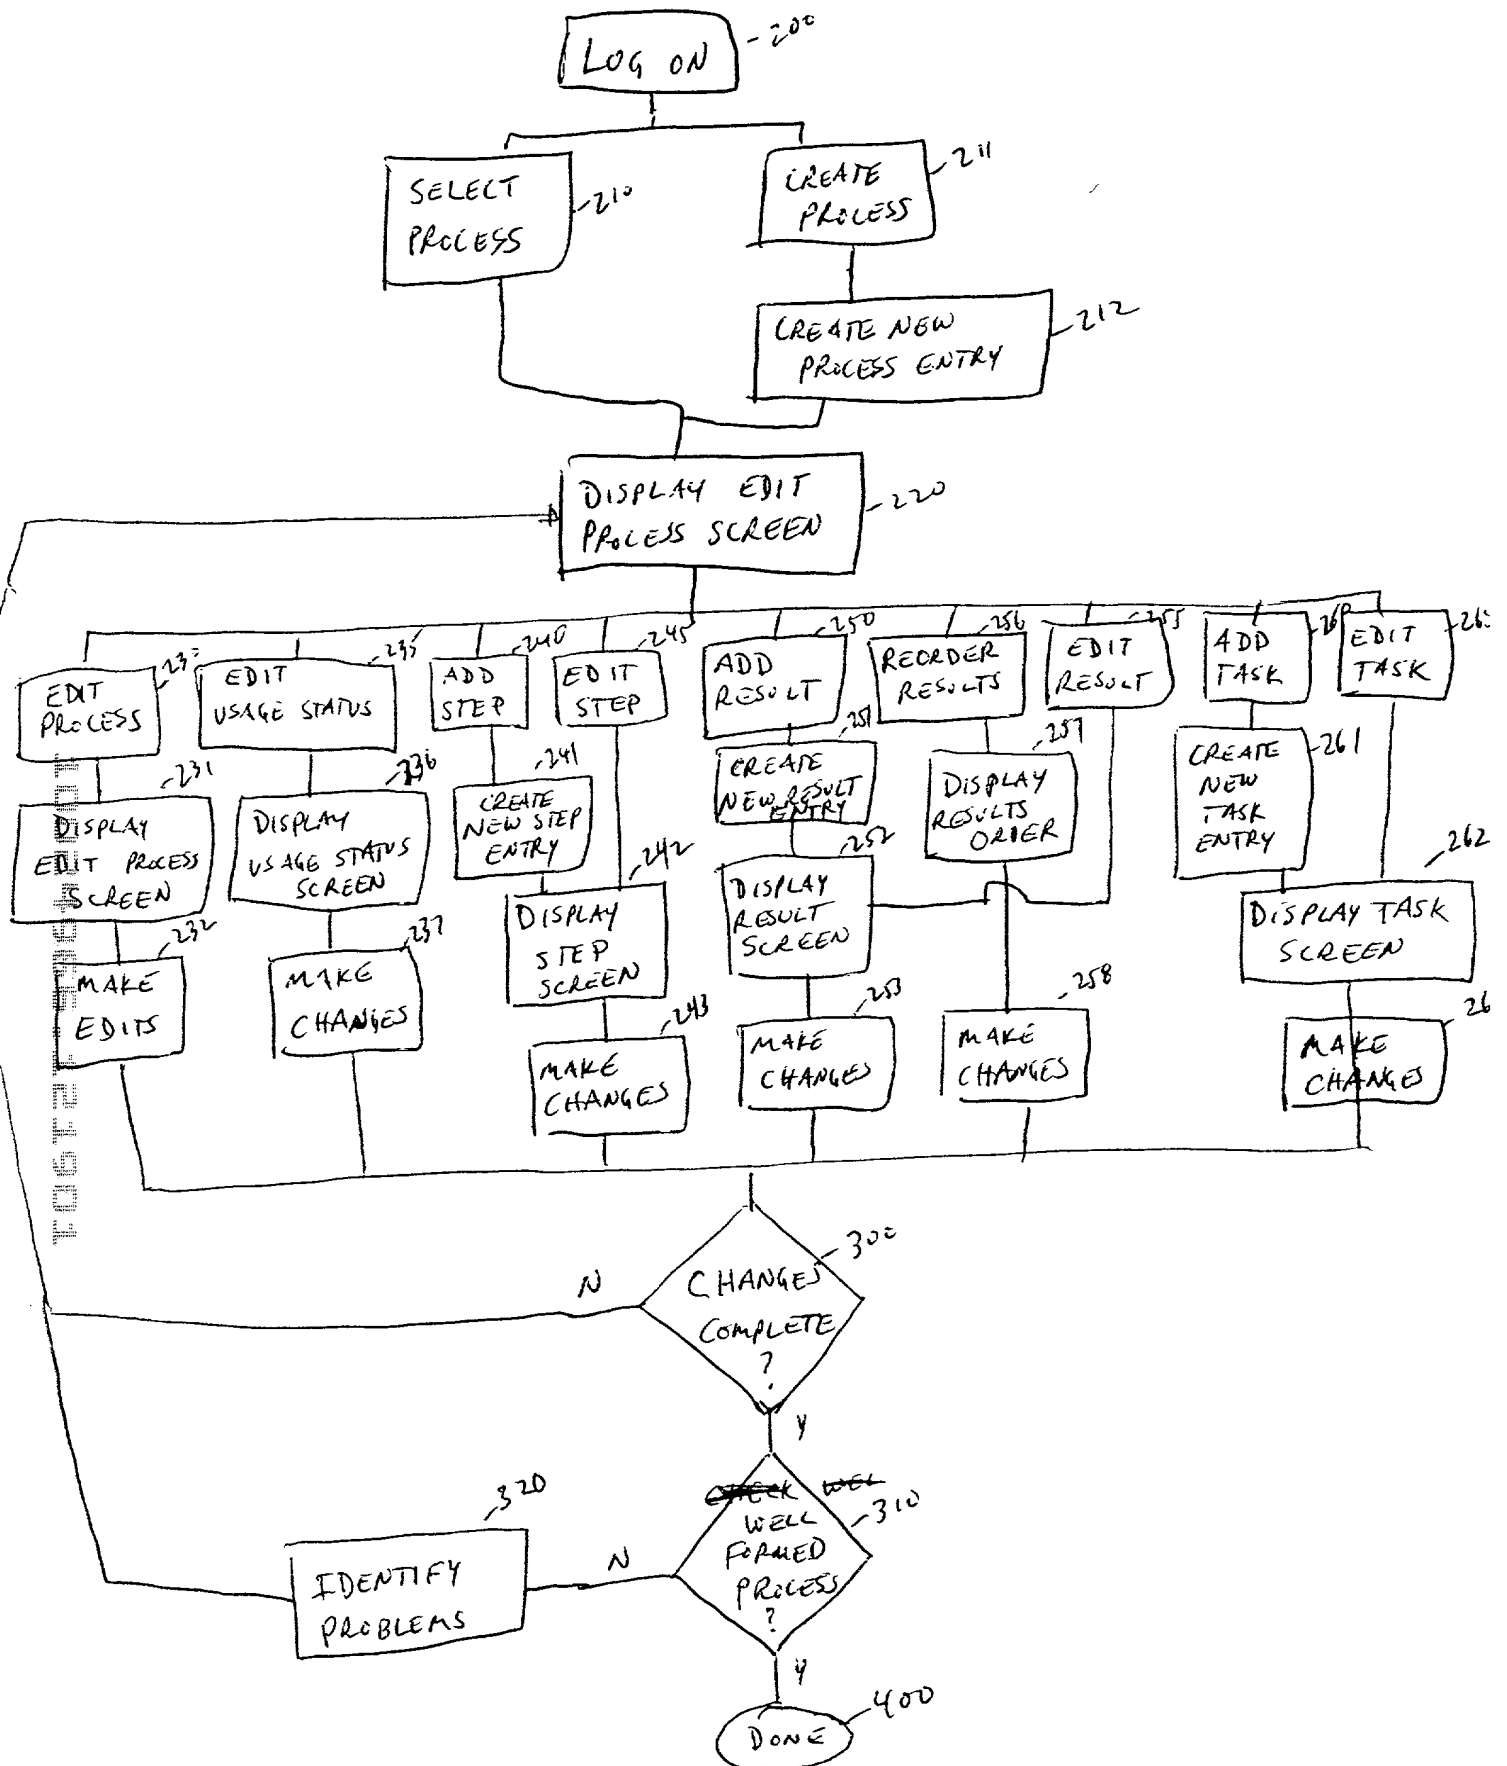 LOG ON
200
SELECT
PROCESS
210
CREATE
PROCESS
211
CREATE NEW
PROCESS ENTRY
212
DISPLAY EDIT
PROCESS SCREEN
220
EDIT
PROCESS
EDIT
USAGE STATUS
235
ADD
STEP
240
EDIT
STEP
245
ADD
RESULT
250
REORDER
RESULTS
256
EDIT
RESULT
255
ADD
TASK
260
EDIT
TASK
DISPLAY
EDIT PROCESS
SCREEN
231
DISPLAY
USAGE STATUS
SCREEN
236
CREATE
NEW STEP
ENTRY
241
CREATE
NEW RESULT
ENTRY
251
DISPLAY
RESULTS
ORDER
257
CREATE
NEW
TASK
ENTRY
261
MAKE
EDITS
232
MAKE
CHANGES
237
DISPLAY
STEP
SCREEN
242
DISPLAY
RESULT
SCREEN
252
DISPLAY TASK
SCREEN
262
MAKE
CHANGES
243
MAKE
CHANGES
253
MAKE
CHANGES
258
MAKE
CHANGES
CHANGES
COMPLETE
?
300
N
Y
CHECK WEL
WELL
FORMED
PROCESS
?
310
N
IDENTIFY
PROBLEMS
320
Y
DONE
400